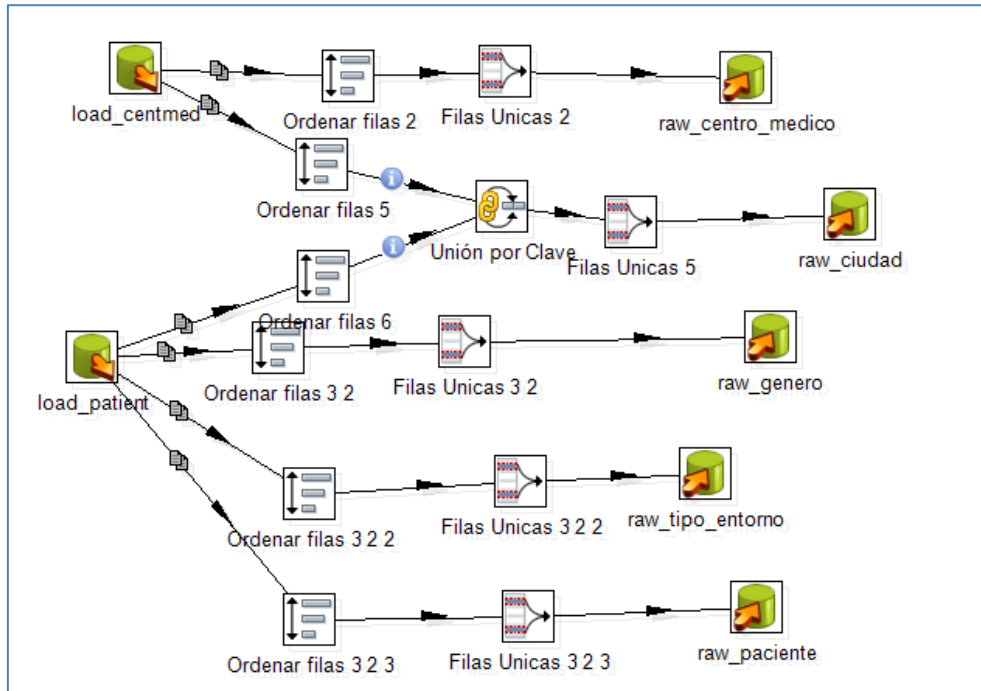 load_centmed
Ordenar filas 2
Filas Unicas 2
raw_centro_medico
Ordenar filas 5
Unión por Clave
Filas Unicas 5
raw_ciudad
Ordenar filas 6
load_patient
Ordenar filas 3 2
Filas Unicas 3 2
raw_genero
Ordenar filas 3 2 2
Filas Unicas 3 2 2
raw_tipo_entorno
Ordenar filas 3 2 3
Filas Unicas 3 2 3
raw_paciente